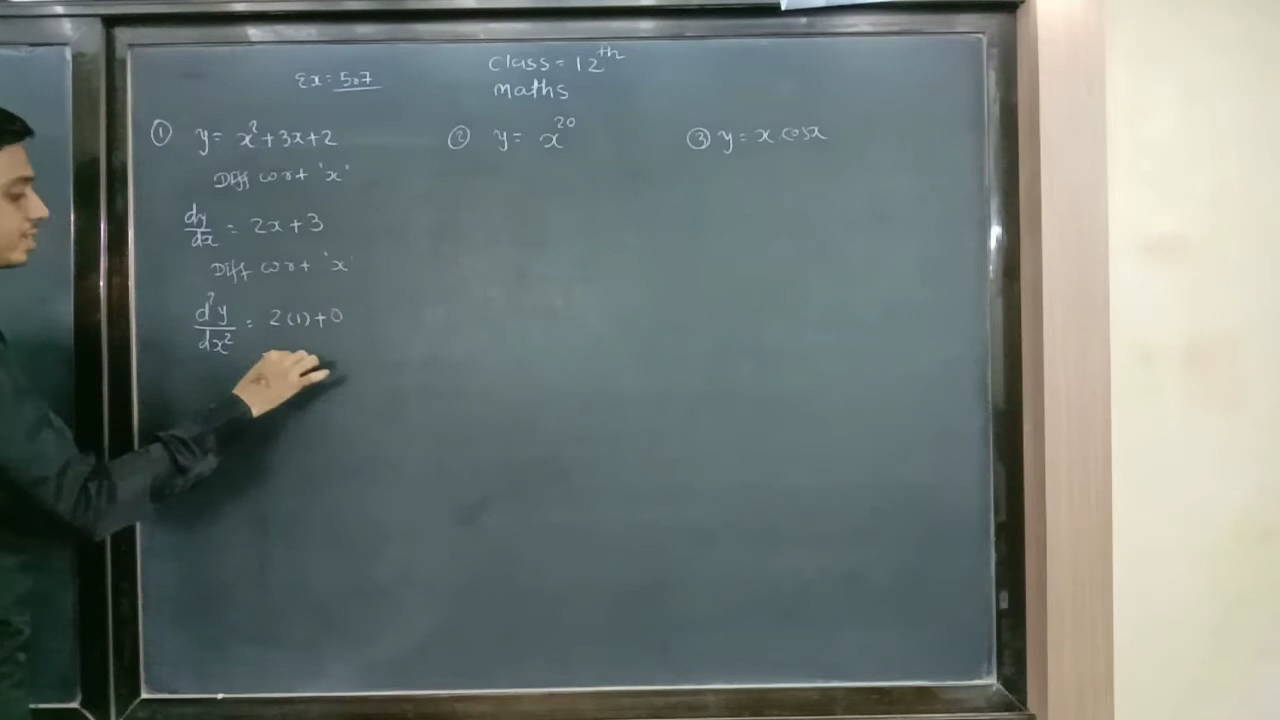 Class = 12th
Ex = 5.7
Maths
① y = x² + 3x + 2
Diff w.r.t 'x'
dy/dx = 2x + 3
Diff w.r.t 'x'
d²y/dx² = 2(1) + 0
② y = x²⁰
③ y = x cosx